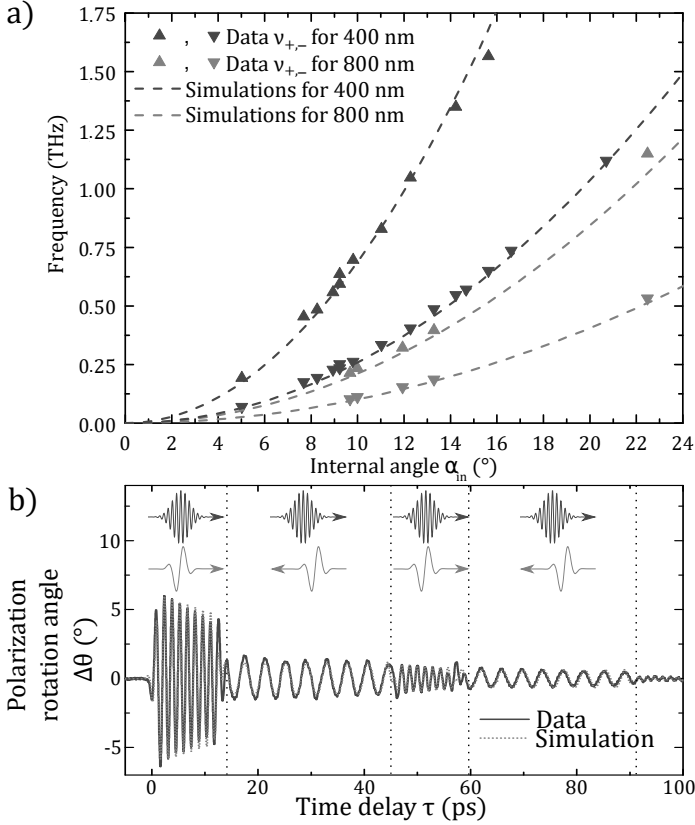 a)
▲ , ▼ Data ν+,− for 400 nm
▲ , ▼ Data ν+,− for 800 nm
Simulations for 400 nm
Simulations for 800 nm
Frequency (THz)
1.75
1.50
1.25
1.00
0.75
0.50
0.25
0.00
0 2 4 6 8 10 12 14 16 18 20 22 24
Internal angle αin (°)
b)
Polarization
rotation angle
Δθ (°)
10
5
0
-5
Data
Simulation
0 20 40 60 80 100
Time delay τ (ps)